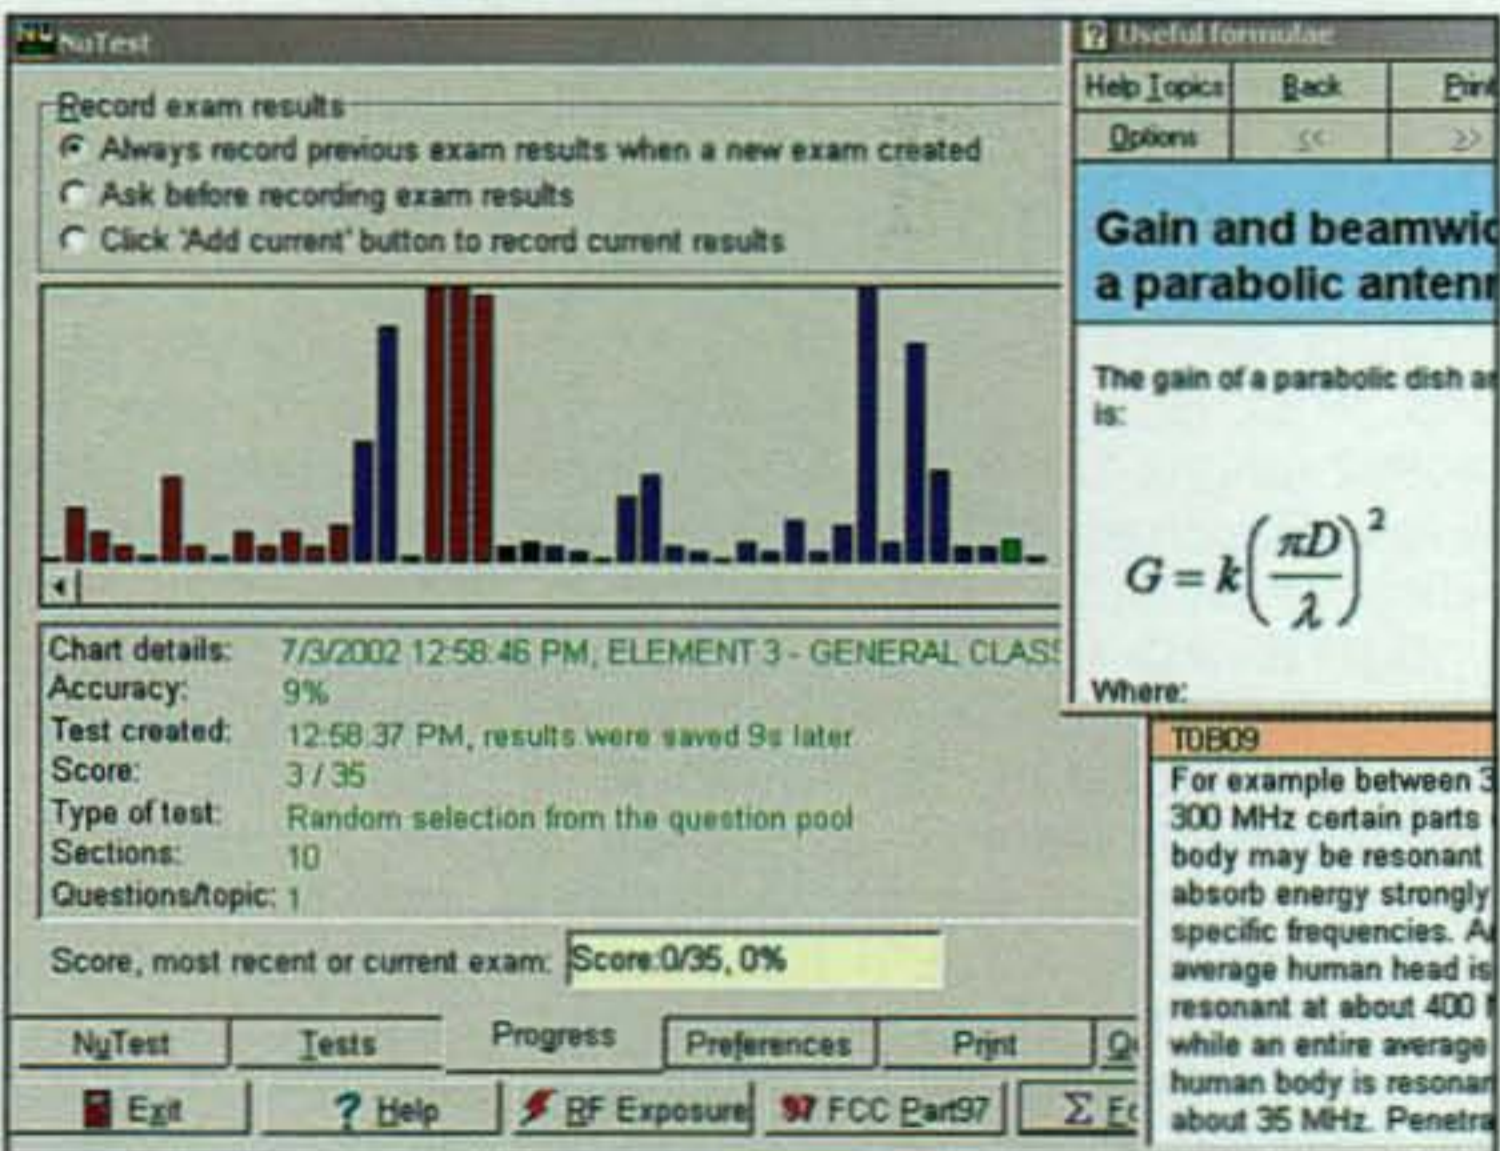 NuTest
Record exam results
Always record previous exam results when a new exam created
Ask before recording exam results
Click 'Add current' button to record current results
Chart details: 7/3/2002 12:58:46 PM, ELEMENT 3 - GENERAL CLASS
Accuracy: 9%
Test created: 12:58:37 PM, results were saved 9s later
Score: 3 / 35
Type of test: Random selection from the question pool
Sections: 10
Questions/topic: 1
Score, most recent or current exam: Score:0/35, 0%
NuTest Tests Progress Preferences Print
Exit ? Help RF Exposure 97 FCC Part97 Σ
? Useful formulae
Help Topics Back Print
Options << >>
Gain and
a parabolic
The gain of a parabolic dish
is:
G = k(πD/λ)²
Where:
T0B09
For example between
300 MHz certain parts
body may be resonant
absorb energy strongly
specific frequencies.
average human head is
resonant at about 400
while an entire average
human body is
about 35 MHz.